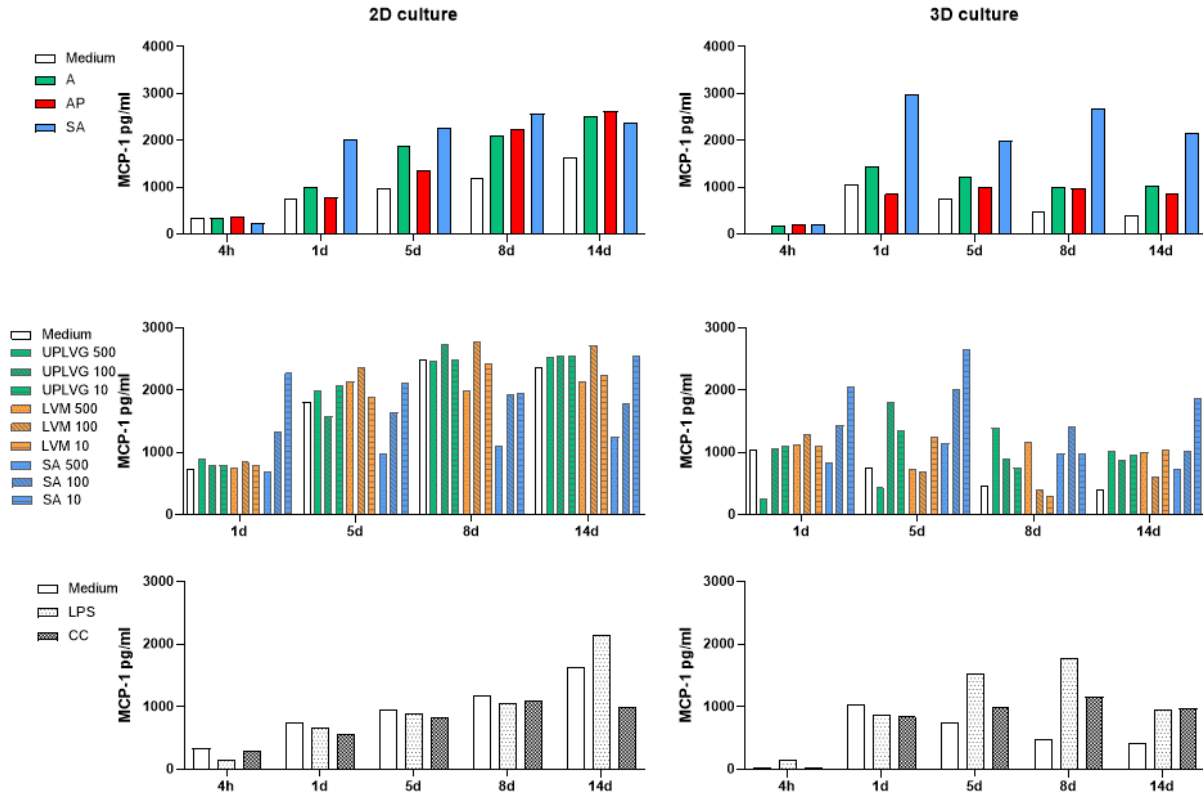 2D culture
3D culture
Medium
A
AP
SA
MCP-1 pg/ml
4000
3000
2000
1000
0
4h 1d 5d 8d 14d
MCP-1 pg/ml
4000
3000
2000
1000
0
4h 1d 5d 8d 14d
Medium
UPLVG 500
UPLVG 100
UPLVG 10
LVM 500
LVM 100
LVM 10
SA 500
SA 100
SA 10
MCP-1 pg/ml
3000
2000
1000
0
1d 5d 8d 14d
MCP-1 pg/ml
3000
2000
1000
0
1d 5d 8d 14d
Medium
LPS
CC
MCP-1 pg/ml
3000
2000
1000
0
4h 1d 5d 8d 14d
MCP-1 pg/ml
3000
2000
1000
0
4h 1d 5d 8d 14d